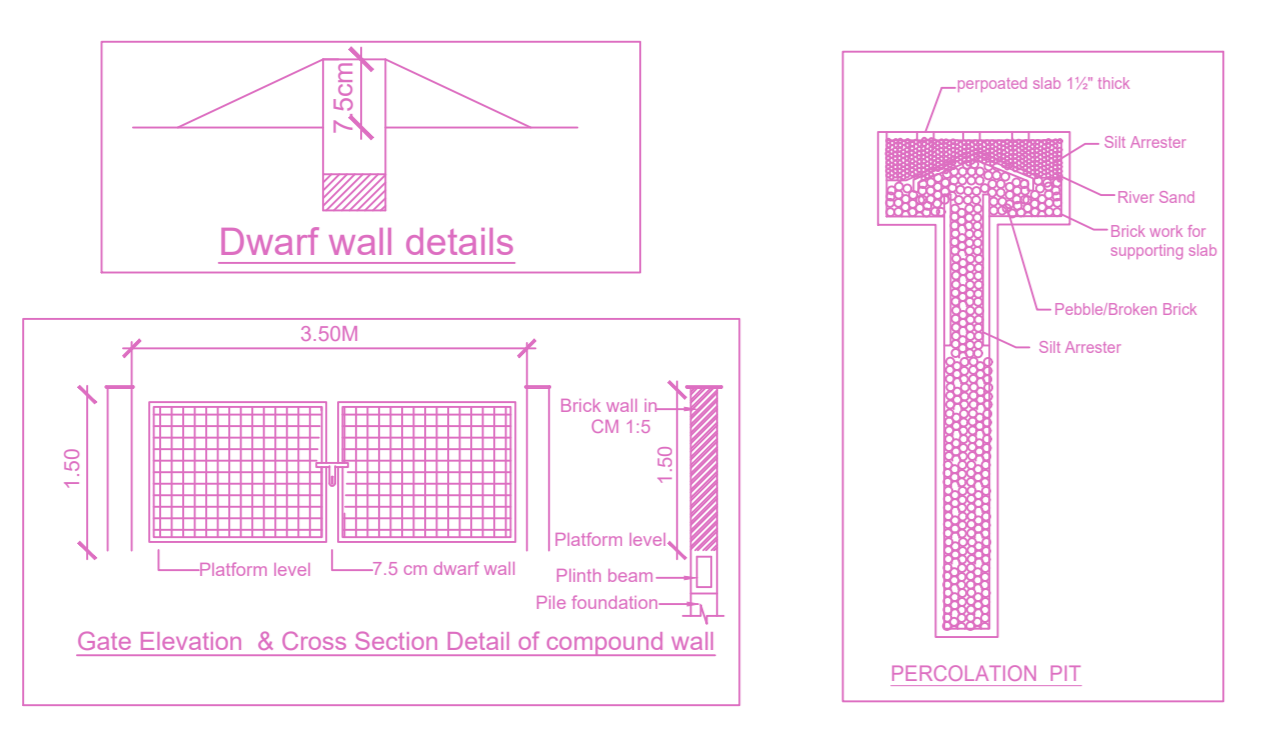 7.5cm
Dwarf wall details
3.50M
1.50
Brick wall in
CM 1:5
1.50
Platform level
Platform level
7.5 cm dwarf wall
Plinth beam
Pile foundation
Gate Elevation & Cross Section Detail of compound wall
perpoated slab 1½" thick
Silt Arrester
River Sand
Brick work for
supporting slab
Pebble/Broken Brick
Silt Arrester
PERCOLATION PIT